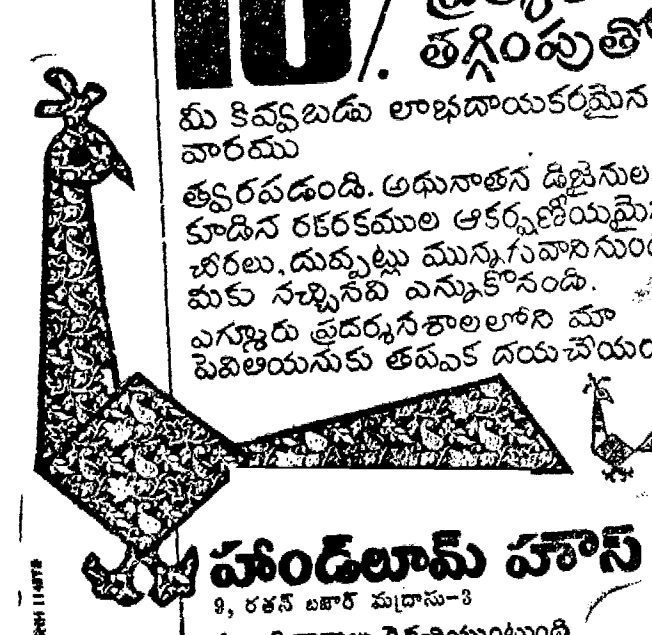 10%
తగ్గింపుతో
మీ కివ్వబడు లాభదాయకరమైన
వారము
త్వరపడండి. అధునాతన డిజైనుల
కూడిన రకరకముల ఆకర్షణీయమైన
చీరలు, దుప్పట్లు మున్నగువానినుం
మకు నచ్చినవి ఎన్నుకొనండి.
ఎగ్మూరు ప్రదర్శనశాలలోని మా
పెవిలియనుకు తప్పక దయచేయం
హాండ్‌లూమ్ హౌస్
9, రతన్ బజార్ మద్రాసు-3